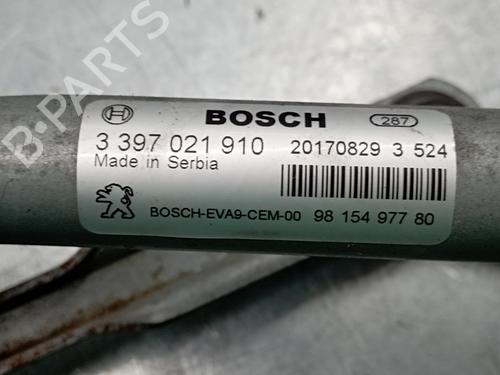 BOSCH
287
3 397 021 910
20170829 3 524
Made in Serbia
BOSCH-EVA9-CEM-00
98 154 977 80
B-PARTS